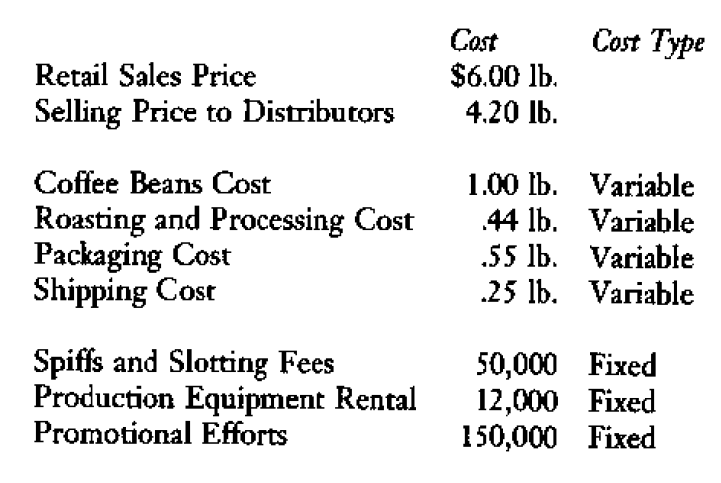 Cost Cost Type
Retail Sales Price $6.00 lb.
Selling Price to Distributors 4.20 lb.
Coffee Beans Cost 1.00 lb. Variable
Roasting and Processing Cost .44 lb. Variable
Packaging Cost .55 lb. Variable
Shipping Cost .25 lb. Variable
Spiffs and Slotting Fees 50,000 Fixed
Production Equipment Rental 12,000 Fixed
Promotional Efforts 150,000 Fixed